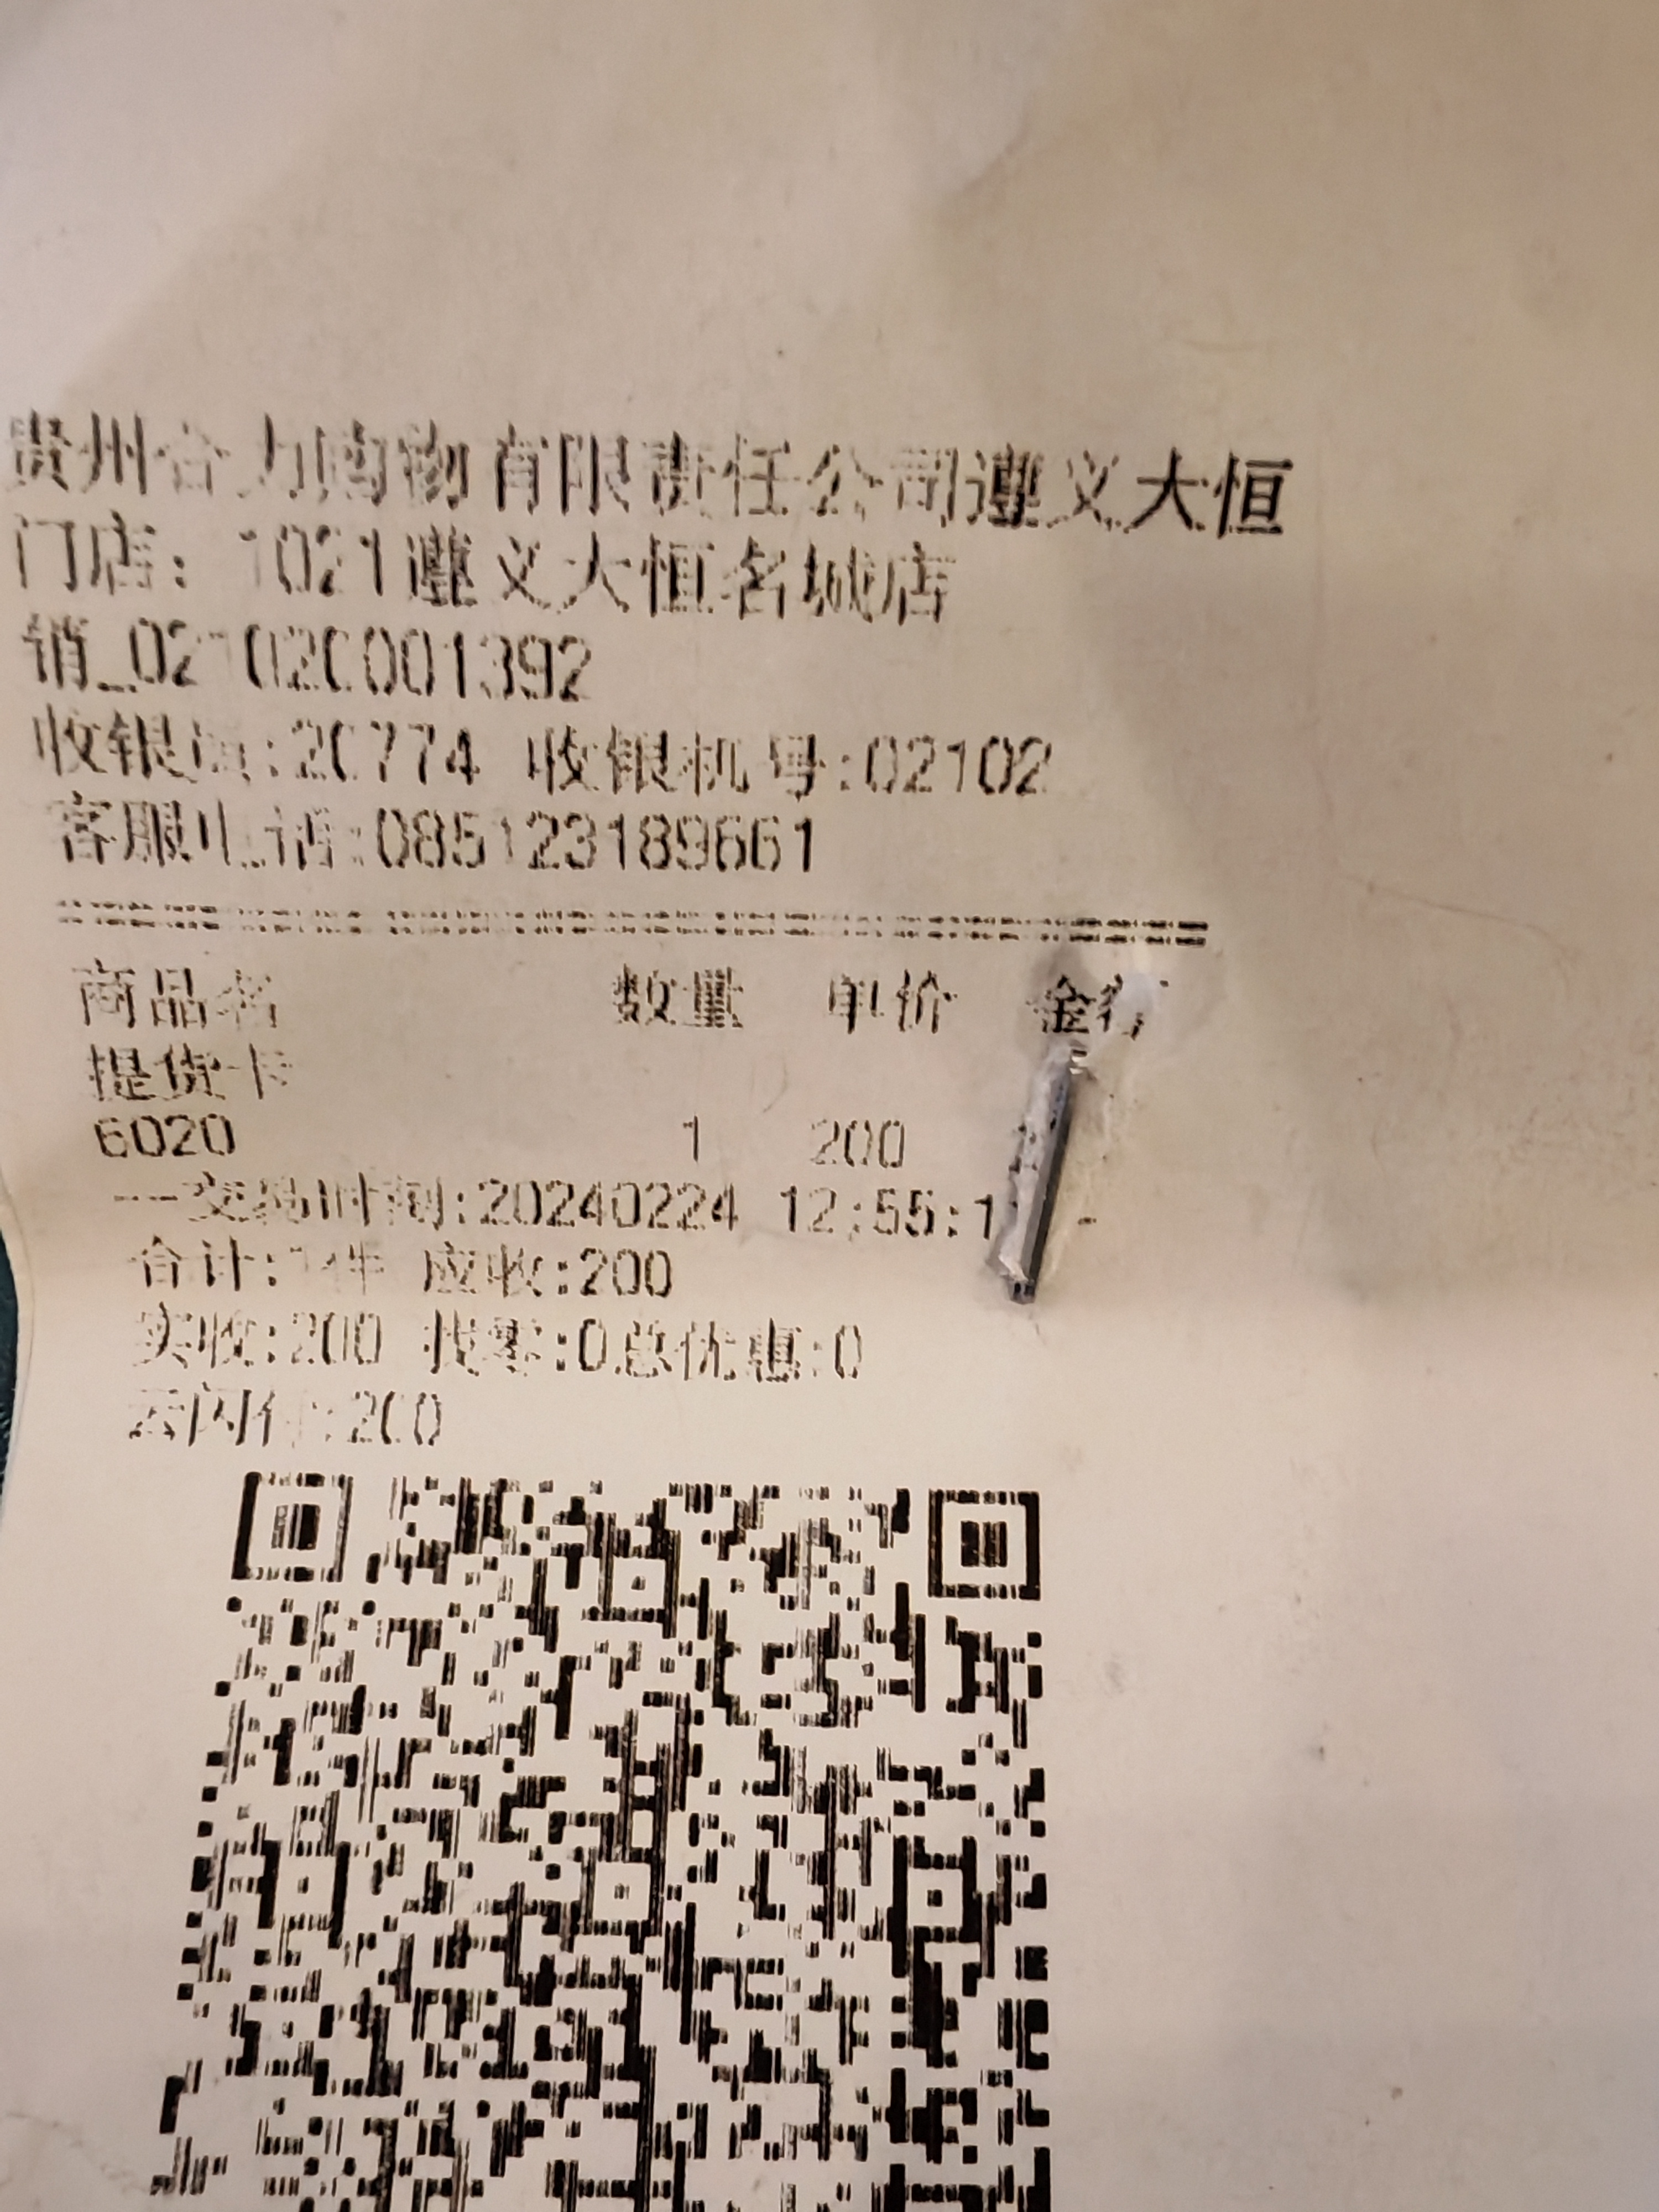 贵州合力购物有限责任公司遵义大恒
门店：1021遵义大恒名城店
销_021020001392
收银员:20774 收银机号:02102
客服电话:085123189661
商品名 数量 单价 金额
提货卡
6020 1 200
--交易时间:20240224 12:55:1
合计:1件 应收:200
实收:200 找零:0总优惠:0
云闪付:200